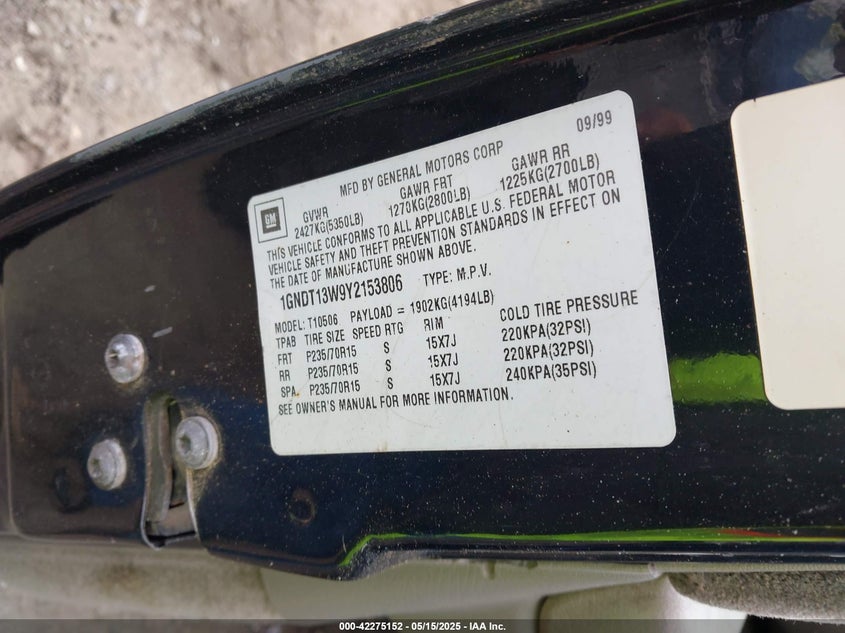 09/99
MFD BY GENERAL MOTORS CORP
GM
GVWR GAWR FRT GAWR RR
2427KG(5350LB) 1270KG(2800LB) 1225KG(2700LB)
THIS VEHICLE CONFORMS TO ALL APPLICABLE U.S. FEDERAL MOTOR
VEHICLE SAFETY AND THEFT PREVENTION STANDARDS IN EFFECT ON
THE DATE OF MANUFACTURE SHOWN ABOVE.
1GNDT13W9Y2153806 TYPE: M.P.V.
MODEL: T10506 PAYLOAD = 1902KG(4194LB)
TPAB TIRE SIZE SPEED RTG RIM COLD TIRE PRESSURE
FRT P235/70R15 S 15X7J 220KPA(32PSI)
RR P235/70R15 S 15X7J 220KPA(32PSI)
SPA P235/70R15 S 15X7J 240KPA(35PSI)
SEE OWNER'S MANUAL FOR MORE INFORMATION.
000-42275152 - 05/15/2025 - IAA Inc.